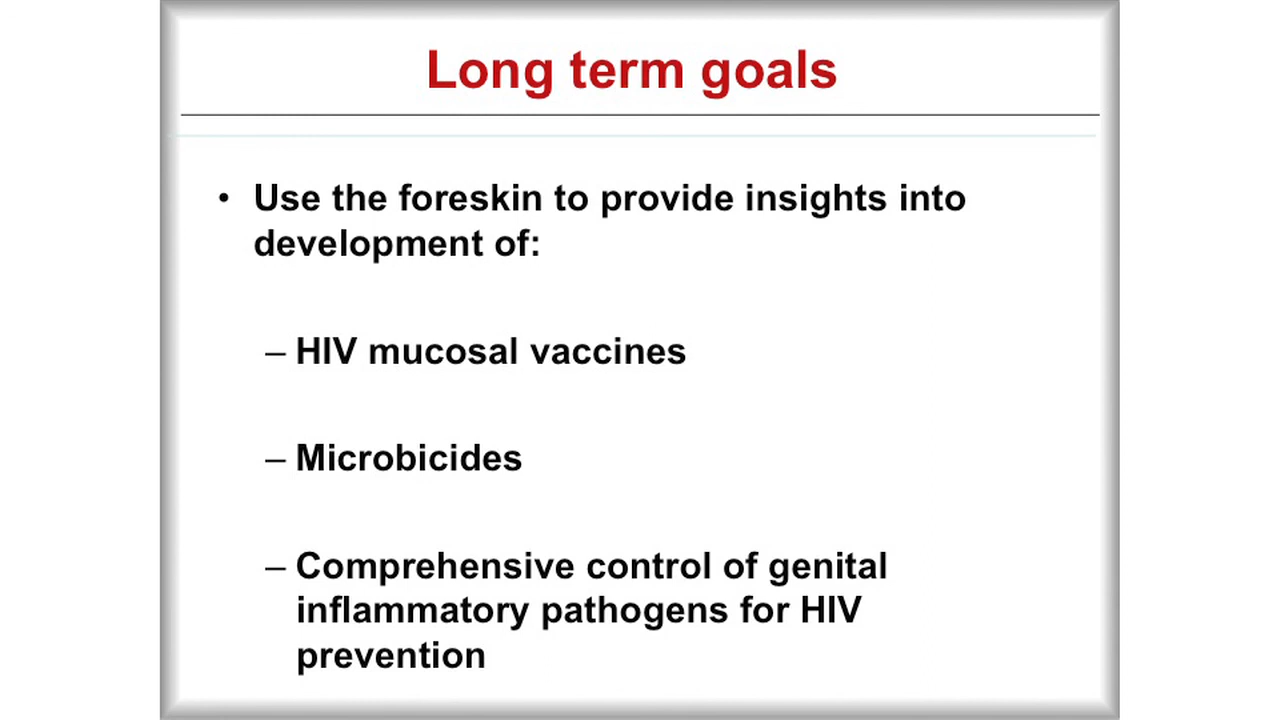 Long term goals
• Use the foreskin to provide insights into
development of:
– HIV mucosal vaccines
– Microbicides
– Comprehensive control of genital
inflammatory pathogens for HIV
prevention